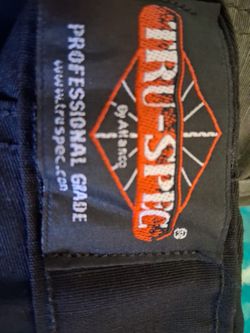 TRU-SPEC®
By Atlanco
PROFESSIONAL GRADE
www.truspec.com